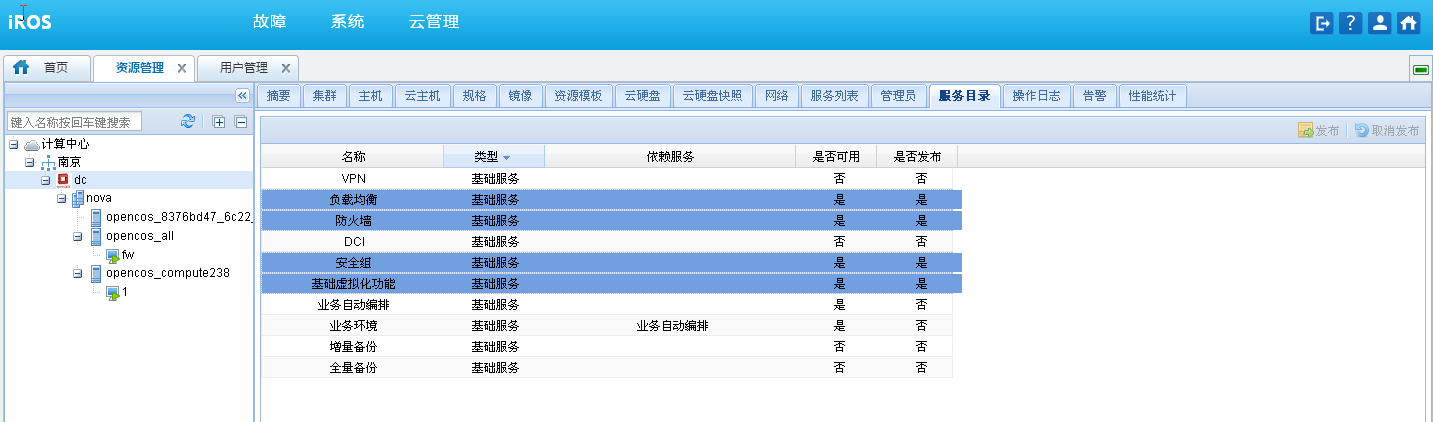 iROS 故障 系统 云管理
首页 资源管理 用户管理
摘要 集群 主机 云主机 规格 镜像 资源模板 云硬盘 云硬盘快照 网络 服务列表 管理员 服务目录 操作日志 告警 性能统计
键入名称按回车键搜索
发布 取消发布
计算中心
南京
dc
nova
opencos_8376bd47_6c22_
opencos_all
fw
opencos_compute238
1
名称 类型 依赖服务 是否可用 是否发布
VPN 基础服务 否 否
负载均衡 基础服务 是 是
防火墙 基础服务 是 是
DCI 基础服务 否 否
安全组 基础服务 是 是
基础虚拟化功能 基础服务 是 是
业务自动编排 基础服务 是 否
业务环境 基础服务 业务自动编排 是 否
增量备份 基础服务 否 否
全量备份 基础服务 否 否